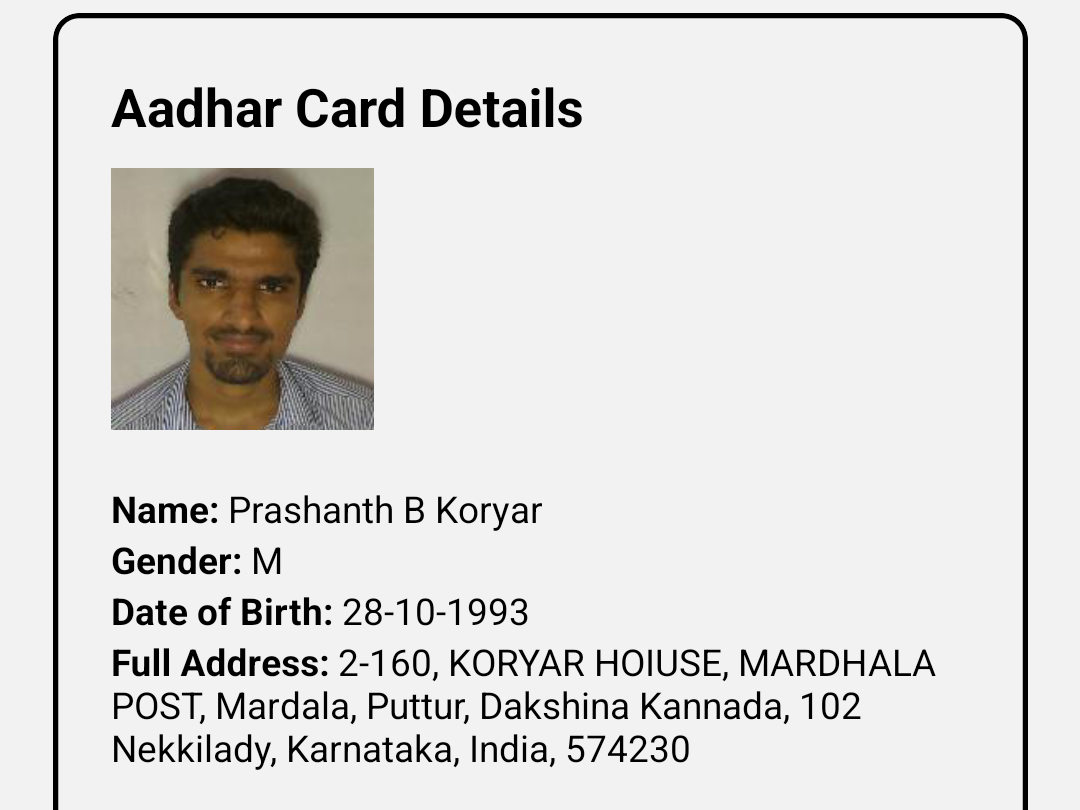 Aadhar Card Details
Name: Prashanth B Koryar
Gender: M
Date of Birth: 28-10-1993
Full Address: 2-160, KORYAR HOIUSE, MARDHALA
POST, Mardala, Puttur, Dakshina Kannada, 102
Nekkilady, Karnataka, India, 574230